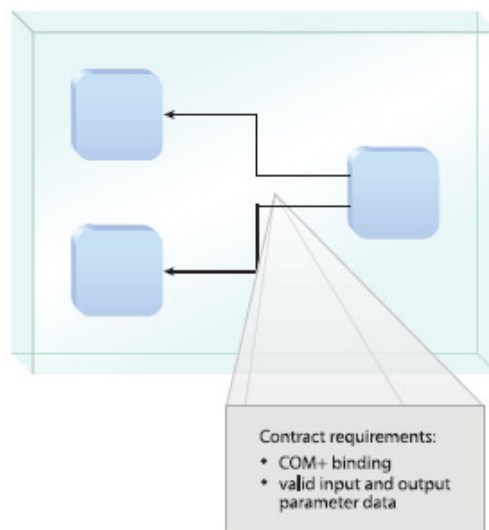 Contract requirements:
• COM+ binding
• valid input and output
parameter data